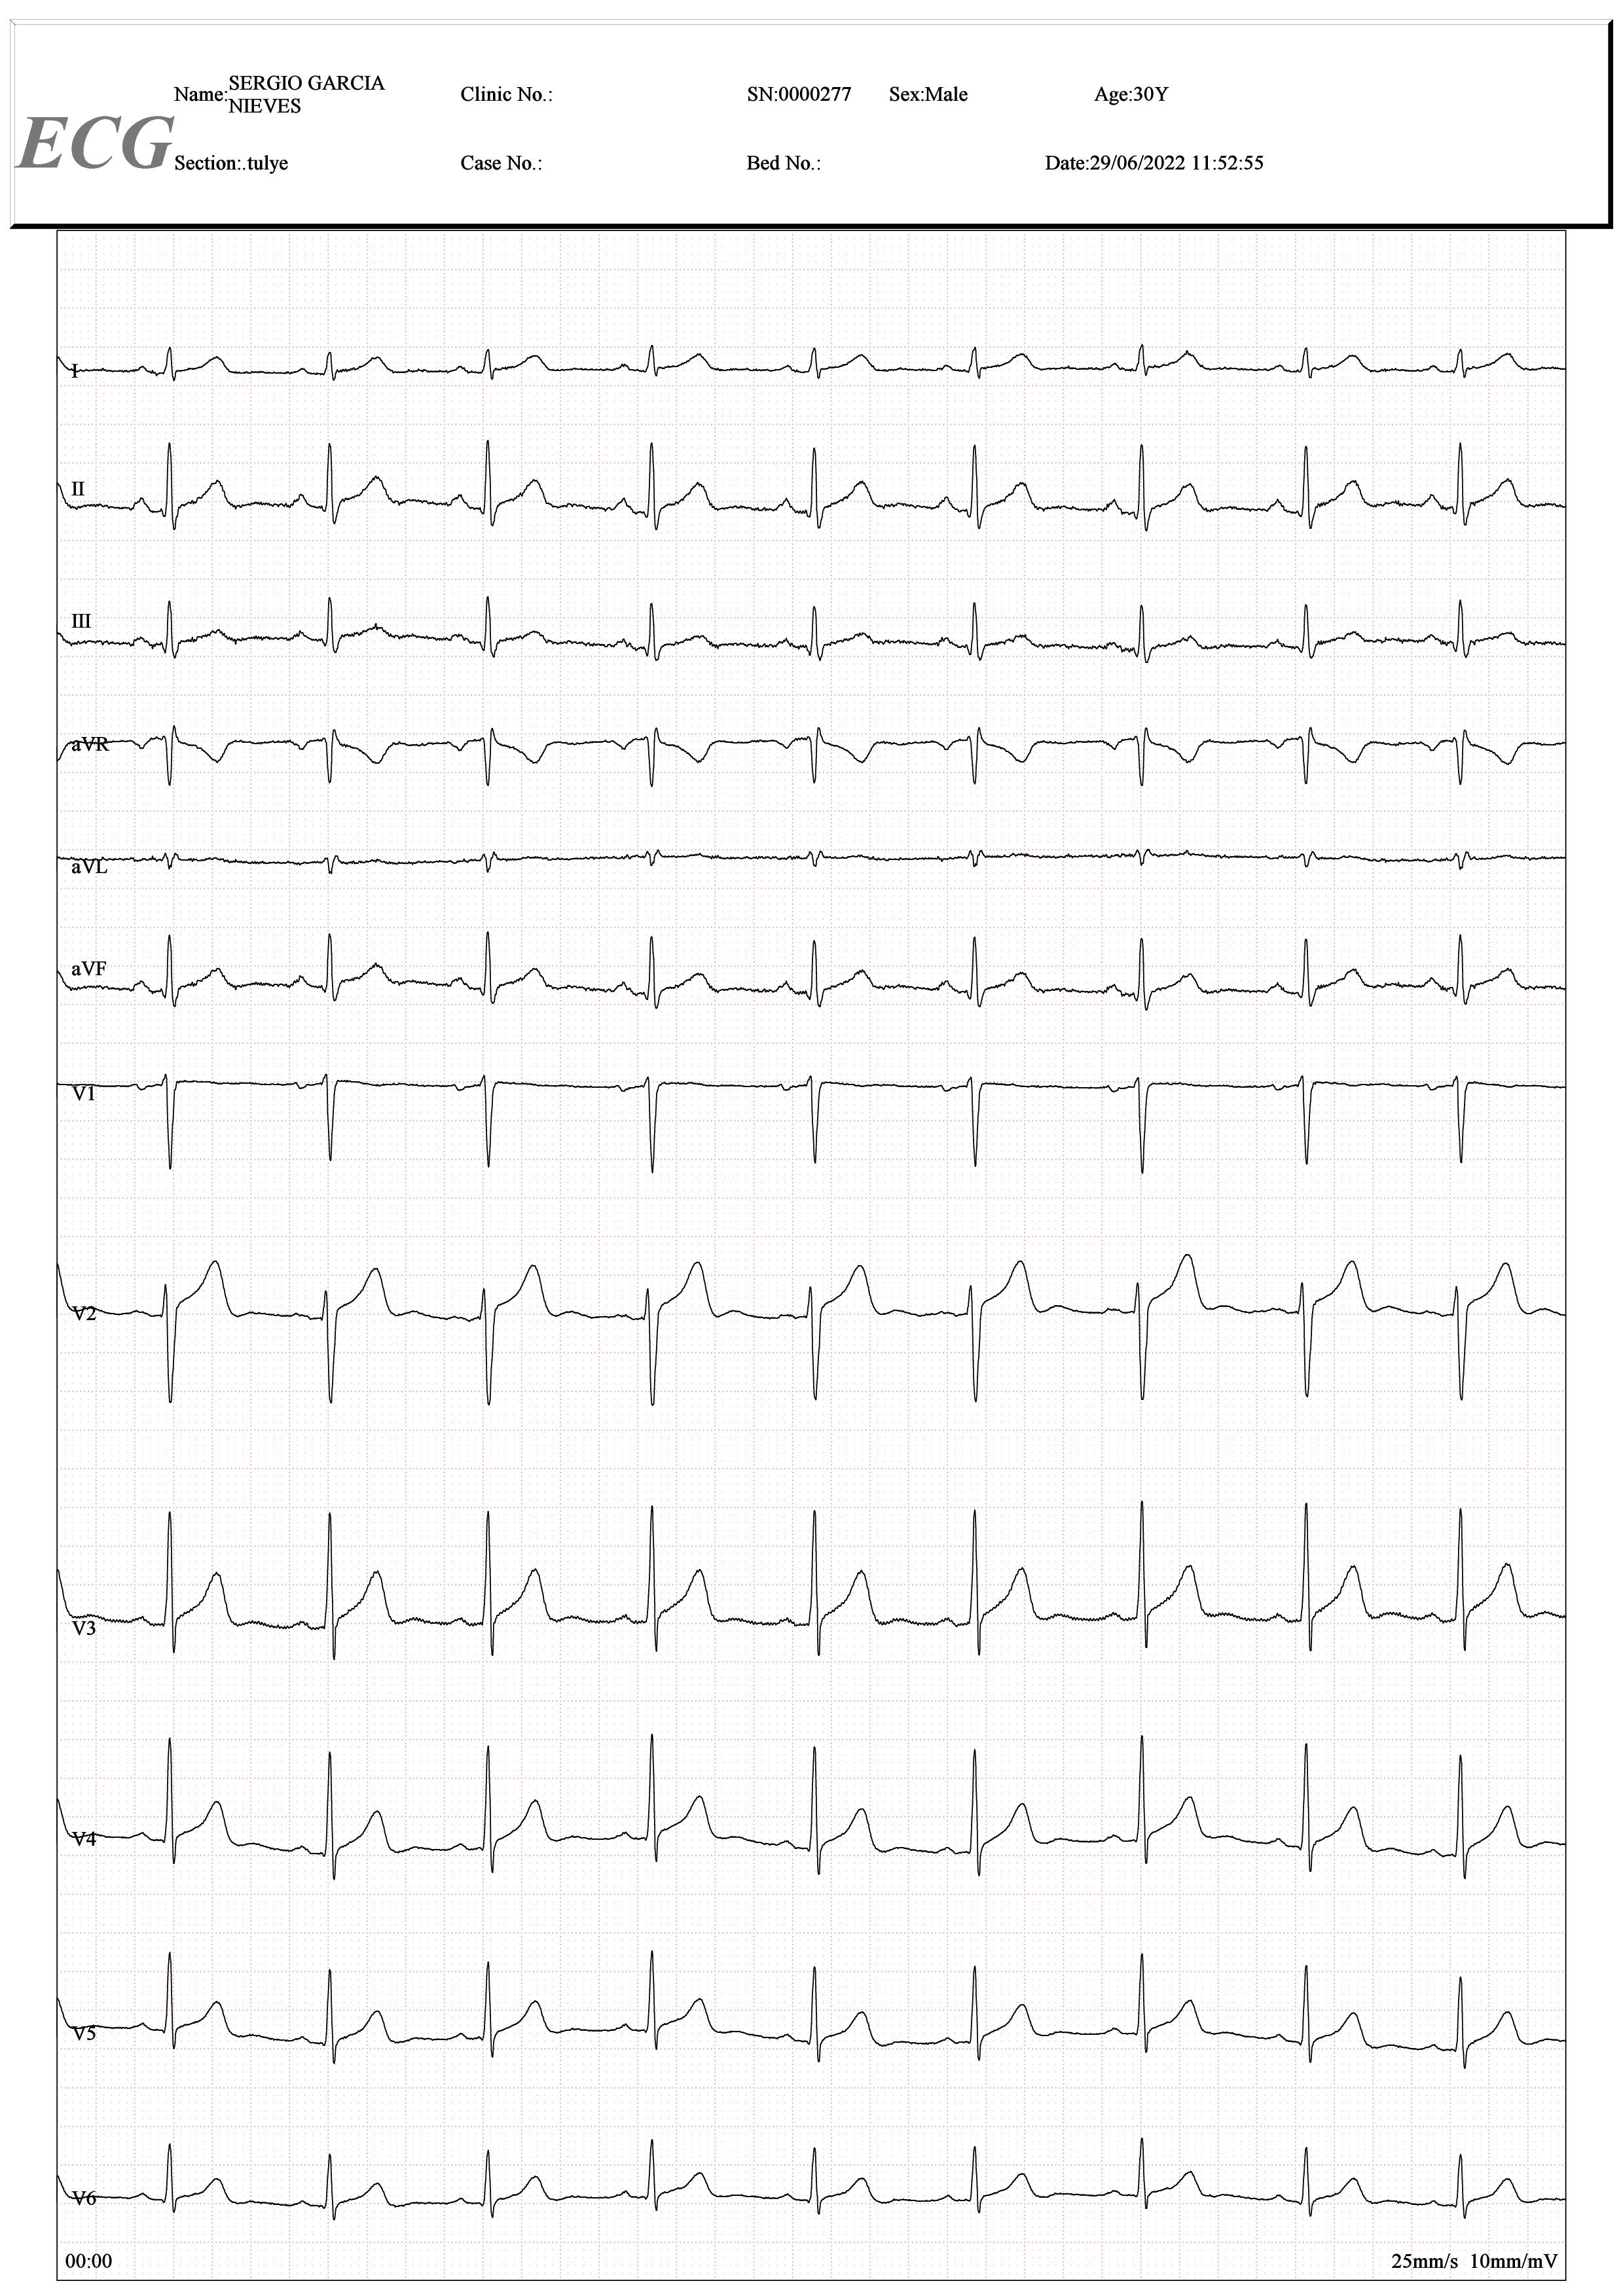 ECG
Name:SERGIO GARCIA NIEVES
Clinic No.:
SN:0000277
Sex:Male
Age:30Y
Section:.tulye
Case No.:
Bed No.:
Date:29/06/2022 11:52:55
I
II
III
aVR
aVL
aVF
V1
V2
V3
V4
V5
V6
00:00
25mm/s 10mm/mV